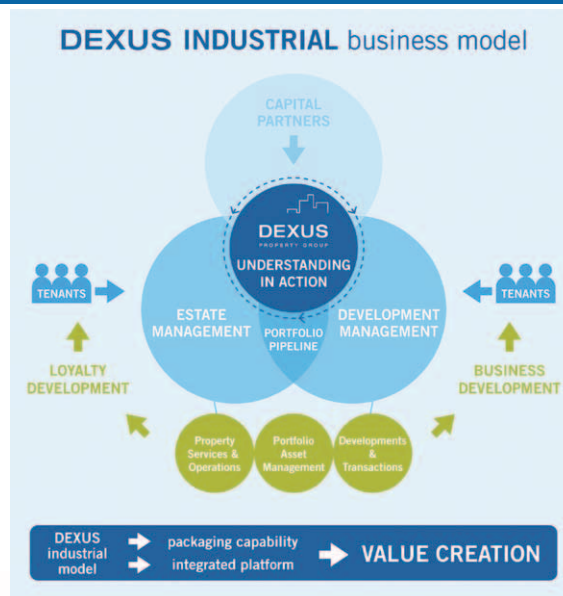 DEXUS INDUSTRIAL business model
CAPITAL
PARTNERS
DEXUS
PROPERTY GROUP
UNDERSTANDING
IN ACTION
TENANTS
TENANTS
ESTATE
MANAGEMENT
DEVELOPMENT
MANAGEMENT
PORTFOLIO
PIPELINE
LOYALTY
DEVELOPMENT
BUSINESS
DEVELOPMENT
Property
Services &
Operations
Portfolio
Asset
Management
Developments
&
Transactions
DEXUS
industrial
model
packaging capability
integrated platform
VALUE CREATION